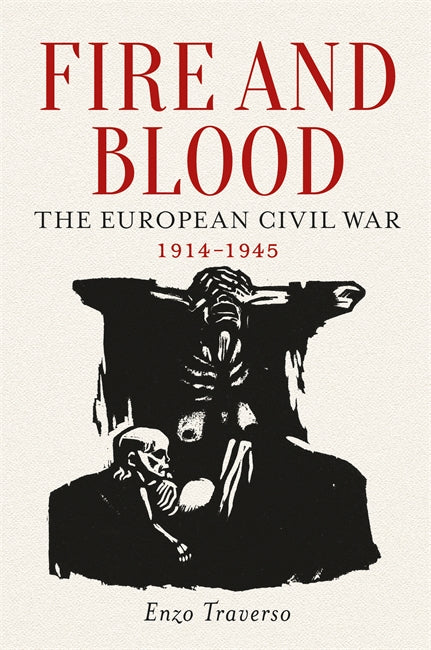 FIRE AND
BLOOD
THE EUROPEAN CIVIL WAR
1914–1945
Enzo Traverso